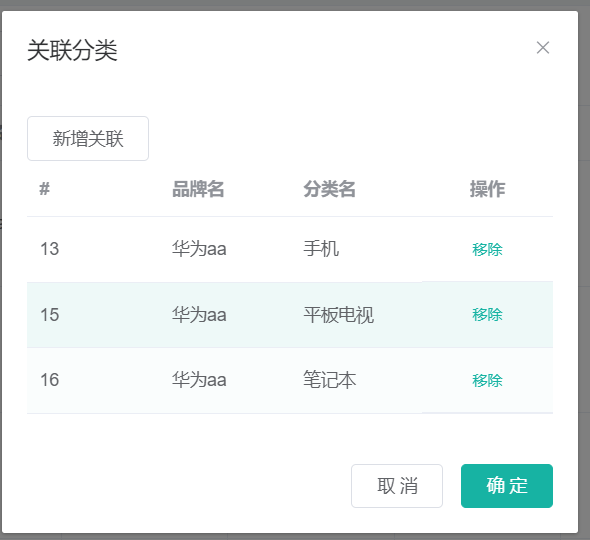 关联分类
新增关联
# 品牌名 分类名 操作
13 华为aa 手机 移除
15 华为aa 平板电视 移除
16 华为aa 笔记本 移除
取消 确定